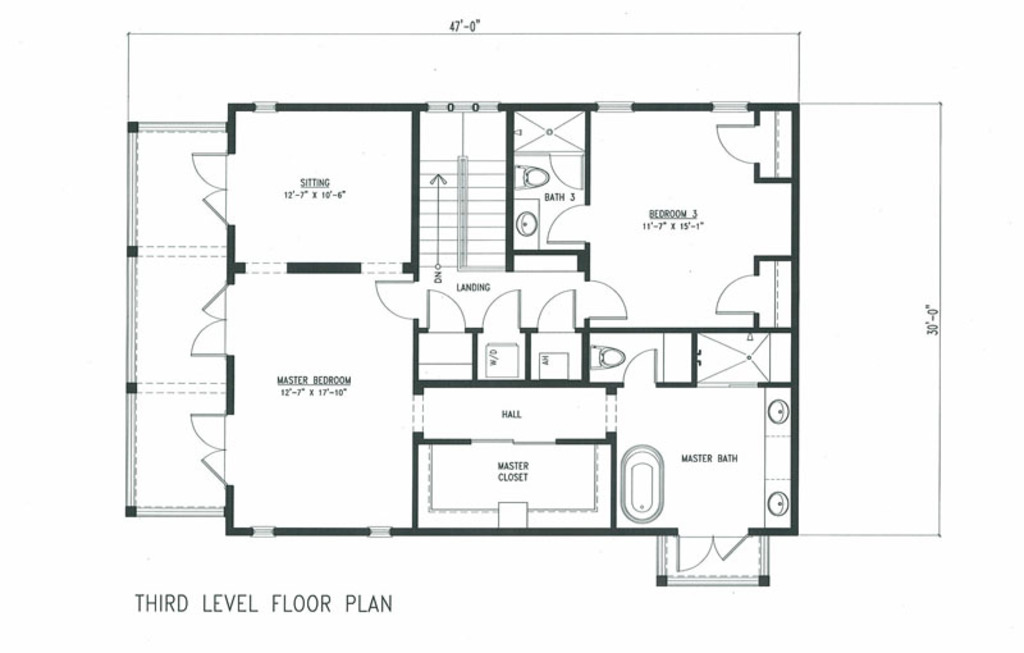 47'-0"
SITTING
12'-7" X 10'-6"
BATH 3
BEDROOM 3
11'-7" X 15'-1"
DN
LANDING
30'-0"
W/D
AH
MASTER BEDROOM
12'-7" X 17'-10"
HALL
MASTER BATH
MASTER
CLOSET
THIRD LEVEL FLOOR PLAN